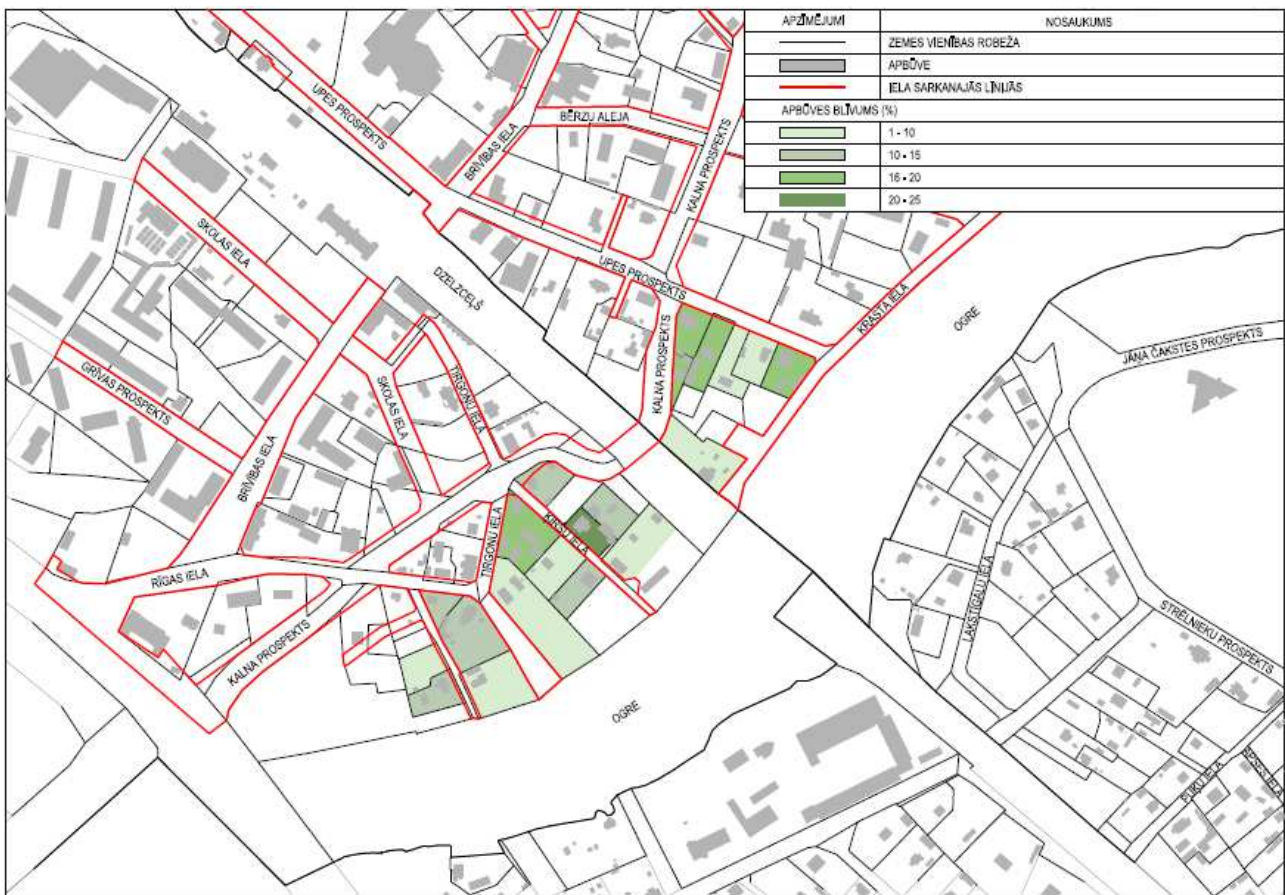 APZĪMĒJUMI NOSAUKUMS
ZEMES VIENĪBAS ROBEŽA
APBŪVE
IELA SARKANAJĀS LĪNIJĀS
APBŪVES BLĪVUMS (%)
1 - 10
10 - 15
16 - 20
20 - 25
UPES PROSPEKTS
BRĪVĪBAS IELA
BĒRZU ALEJA
KALNA PROSPEKTS
SKOLAS IELA
DZELZCEĻŠ
UPES PROSPEKTS
KRASTA IELA
OGRE
JĀŅA ČAKSTES PROSPEKTS
GRĪVAS PROSPEKTS
SKOLAS IELA
TIRGOŅU IELA
KALNA PROSPEKTS
BRĪVĪBAS IELA
ĶIRŠU IELA
TIRGOŅU IELA
RĪGAS IELA
KALNA PROSPEKTS
OGRE
LAKSTĪGALU IELA
STRĒLNIEKU PROSPEKTS
EGĻU IELA